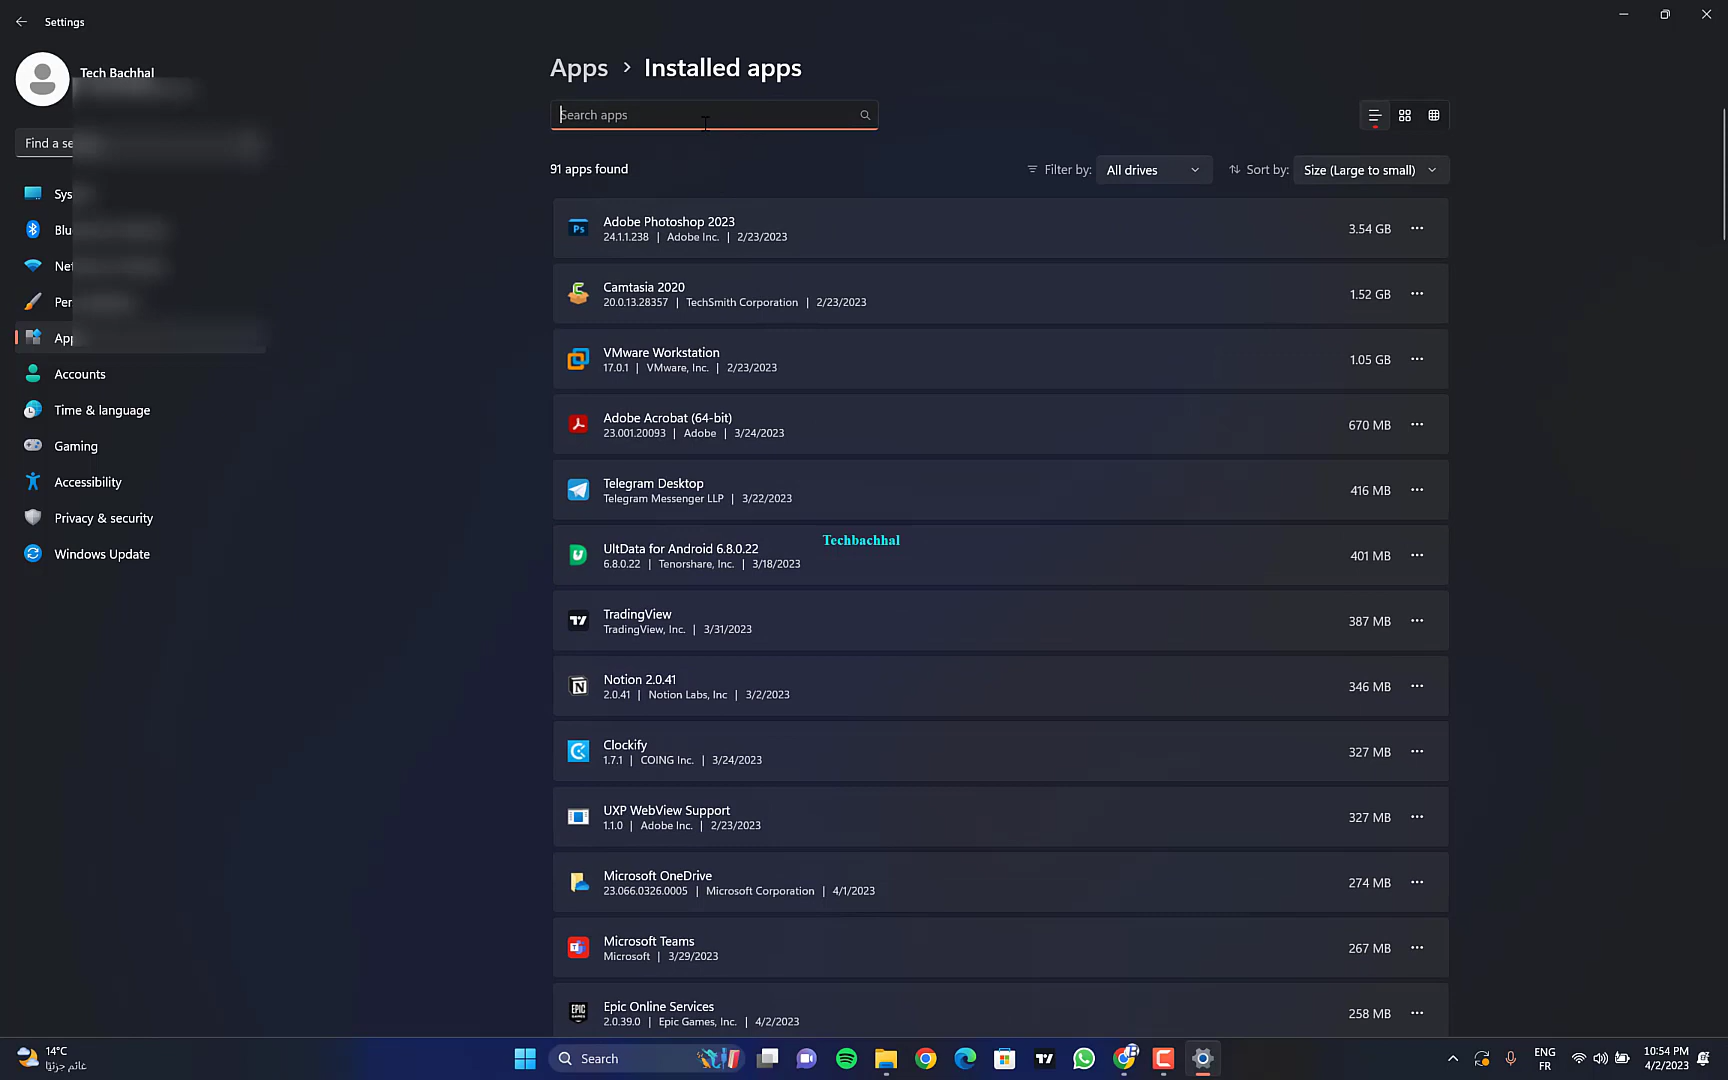 Settings
Tech Bachhal
Find a se
Sys
Blu
Net
Per
App
Accounts
Time & language
Gaming
Accessibility
Privacy & security
Windows Update
Apps > Installed apps
Search apps
91 apps found
Filter by: All drives
Sort by: Size (Large to small)
Adobe Photoshop 2023
24.1.1.238 | Adobe Inc. | 2/23/2023
3.54 GB
Camtasia 2020
20.0.13.28357 | TechSmith Corporation | 2/23/2023
1.52 GB
VMware Workstation
17.0.1 | VMware, Inc. | 2/23/2023
1.05 GB
Adobe Acrobat (64-bit)
23.001.20093 | Adobe | 3/24/2023
670 MB
Telegram Desktop
Telegram Messenger LLP | 3/22/2023
416 MB
Techbachhal
UltData for Android 6.8.0.22
6.8.0.22 | Tenorshare, Inc. | 3/18/2023
401 MB
TradingView
TradingView, Inc. | 3/31/2023
387 MB
Notion 2.0.41
2.0.41 | Notion Labs, Inc | 3/2/2023
346 MB
Clockify
1.7.1 | COING Inc. | 3/24/2023
327 MB
UXP WebView Support
1.1.0 | Adobe Inc. | 2/23/2023
327 MB
Microsoft OneDrive
23.066.0326.0005 | Microsoft Corporation | 4/1/2023
274 MB
Microsoft Teams
Microsoft | 3/29/2023
267 MB
Epic Online Services
2.0.39.0 | Epic Games, Inc. | 4/2/2023
258 MB
14°C
غائم جزئيًا
Search
ENG
FR
10:54 PM
4/2/2023